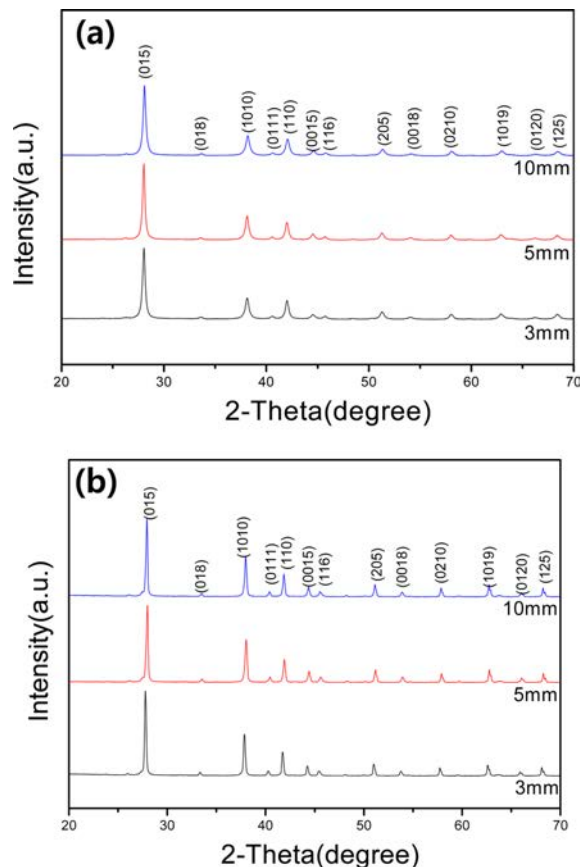 (a)
(015)
(018)
(1010)
(0111)
(110)
(0015)
(116)
(205)
(0018)
(0210)
(1019)
(0120)
(125)
10mm
5mm
3mm
Intensity(a.u.)
20 30 40 50 60 70
2-Theta(degree)
(b)
(015)
(018)
(1010)
(0111)
(110)
(0015)
(116)
(205)
(0018)
(0210)
(1019)
(0120)
(125)
10mm
5mm
3mm
Intensity(a.u.)
20 30 40 50 60 70
2-Theta(degree)